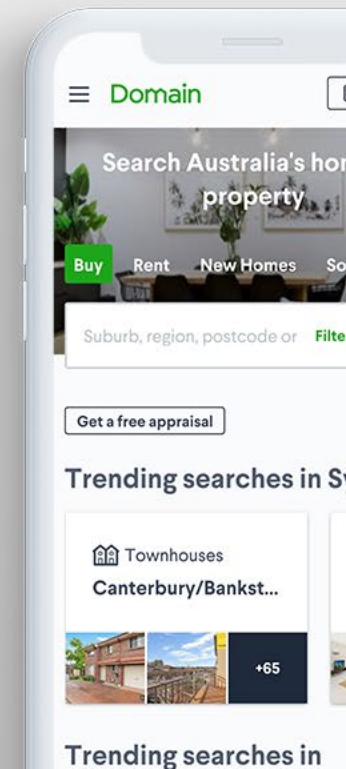 Domain
Search Australia's hom
property
Buy Rent New Homes So
Suburb, region, postcode or Filte
Get a free appraisal
Trending searches in Sy
Townhouses
Canterbury/Bankst...
+65
Trending searches in